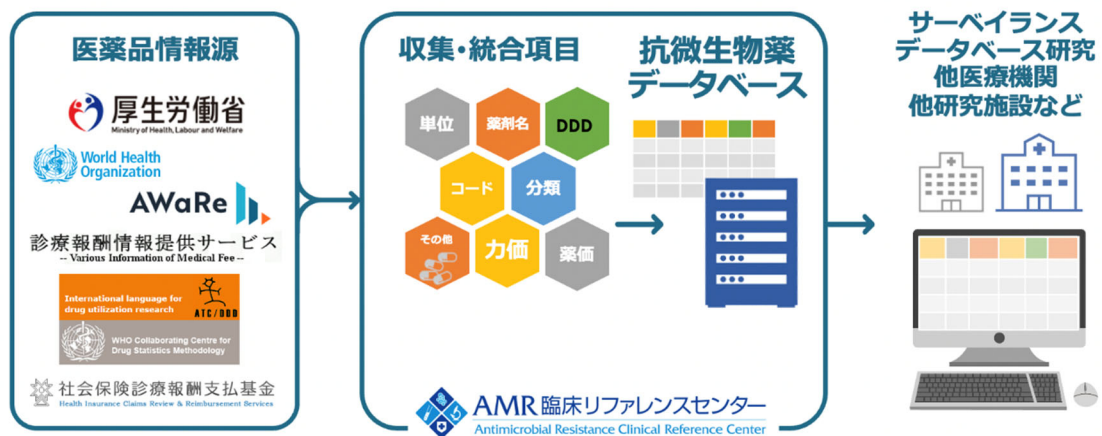 医薬品情報源
厚生労働省
Ministry of Health, Labour and Welfare
World Health
Organization
AWaRe
診療報酬情報提供サービス
-- Various Information of Medical Fee --
International language for
drug utilization research
ATC/DDD
WHO Collaborating Centre for
Drug Statistics Methodology
社会保険診療報酬支払基金
Health Insurance Claims Review & Reimbursement Services
収集・統合項目
単位
薬剤名
DDD
コード
分類
その他
力価
薬価
抗微生物薬
データベース
AMR臨床リファレンスセンター
Antimicrobial Resistance Clinical Reference Center
サーベイランス
データベース研究
他医療機関
他研究施設など